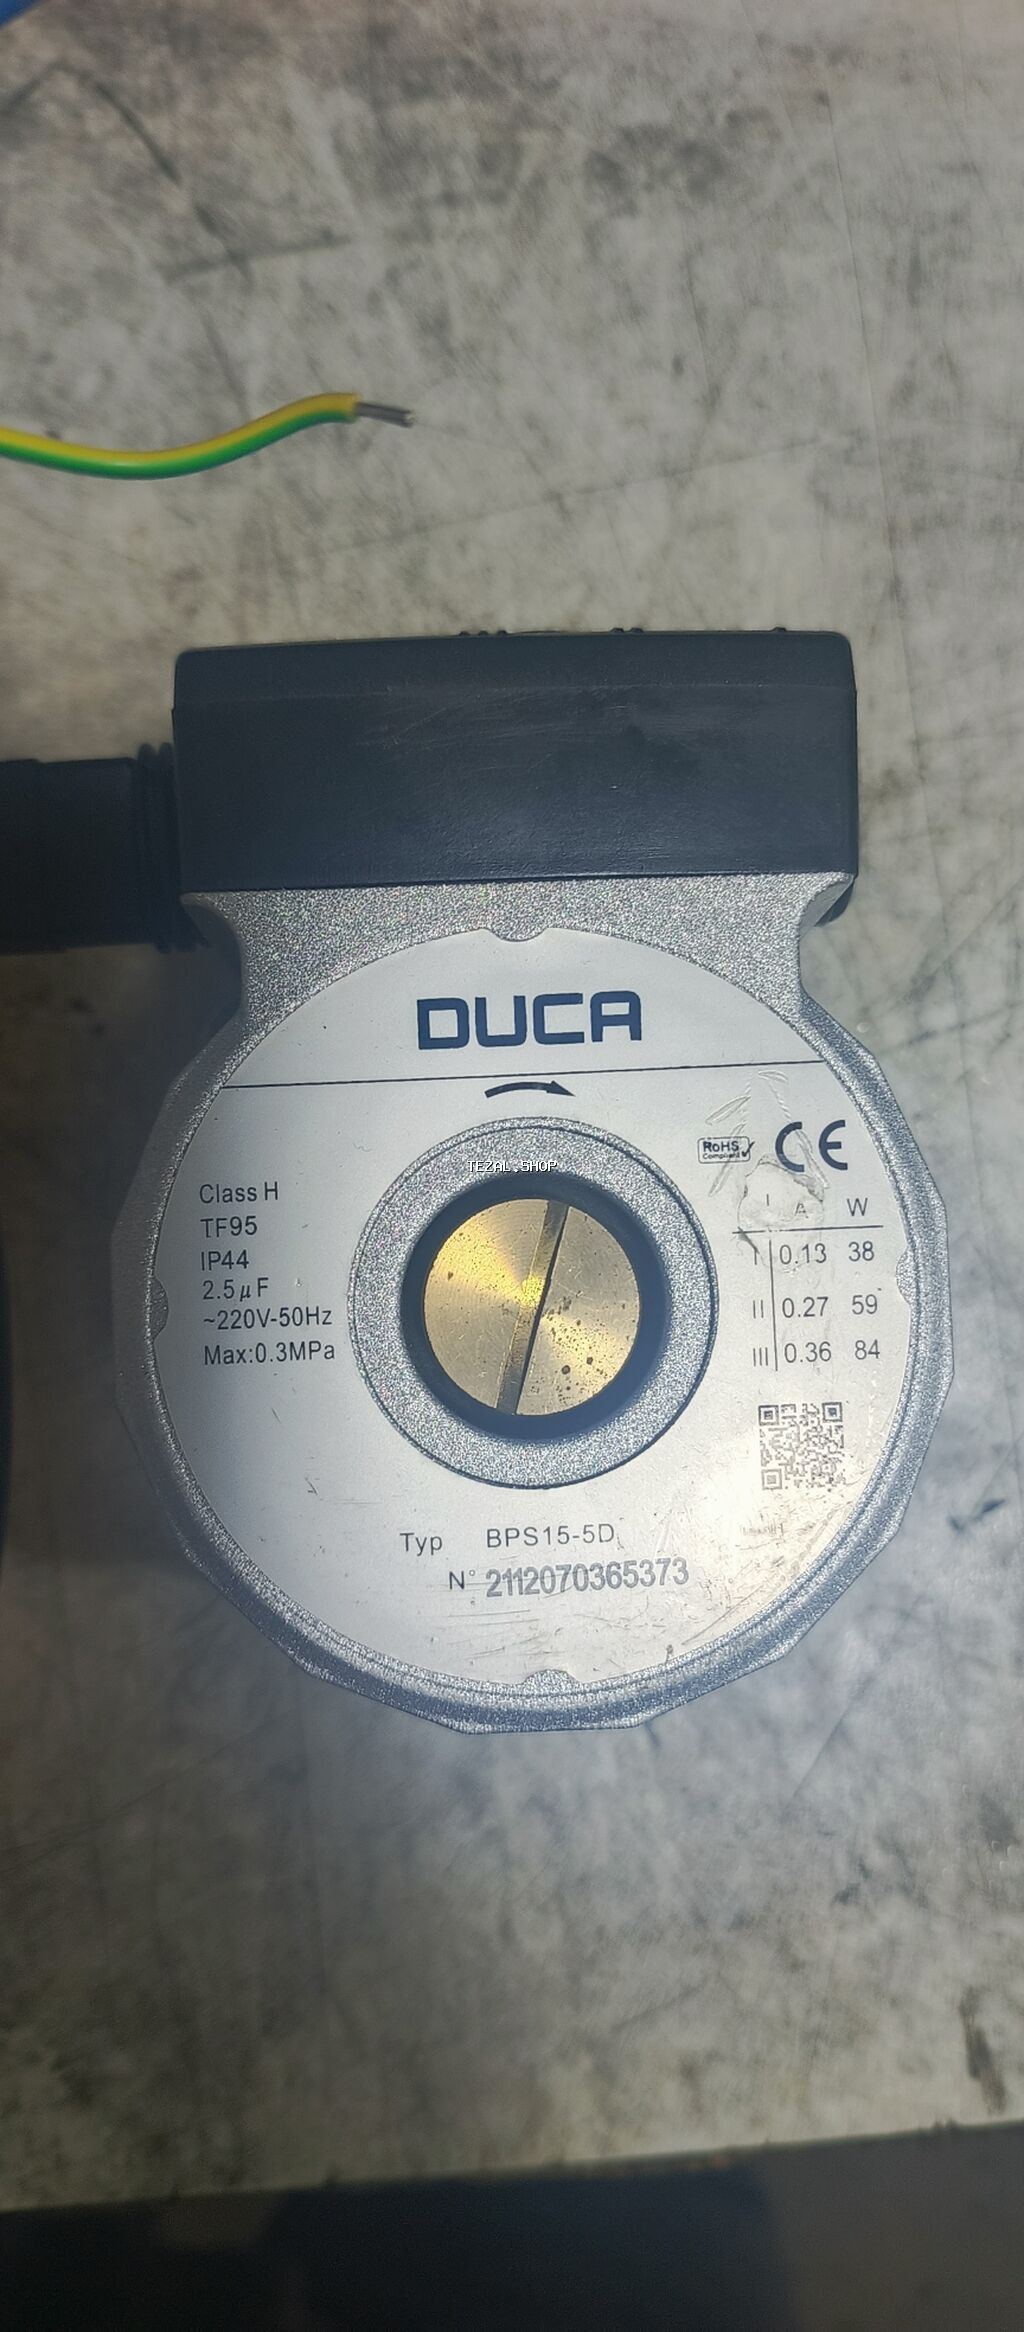 DUCA
RoHS
Compliant
CE
TEZAL.SHOP
Class H
TF95
IP44
2.5μF
~220V-50Hz
Max:0.3MPa
A W
I 0.13 38
II 0.27 59
III 0.36 84
Typ BPS15-5D
N° 2112070365373